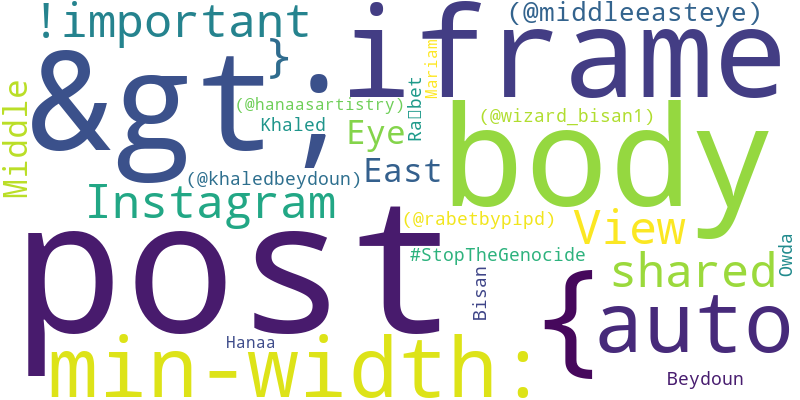 !important
(@middleeasteye)
iframe
}
&gt;
Mariam
Middle
(@hanaasartistry)
Khaled
Eye
Ra□bet
(@wizard_bisan1)
body
East
(@khaledbeydoun)
Instagram
(@rabetbypipd)
View
post
#StopTheGenocide
shared
Owda
Bisan
{
auto
Hanaa
min-width:
Beydoun